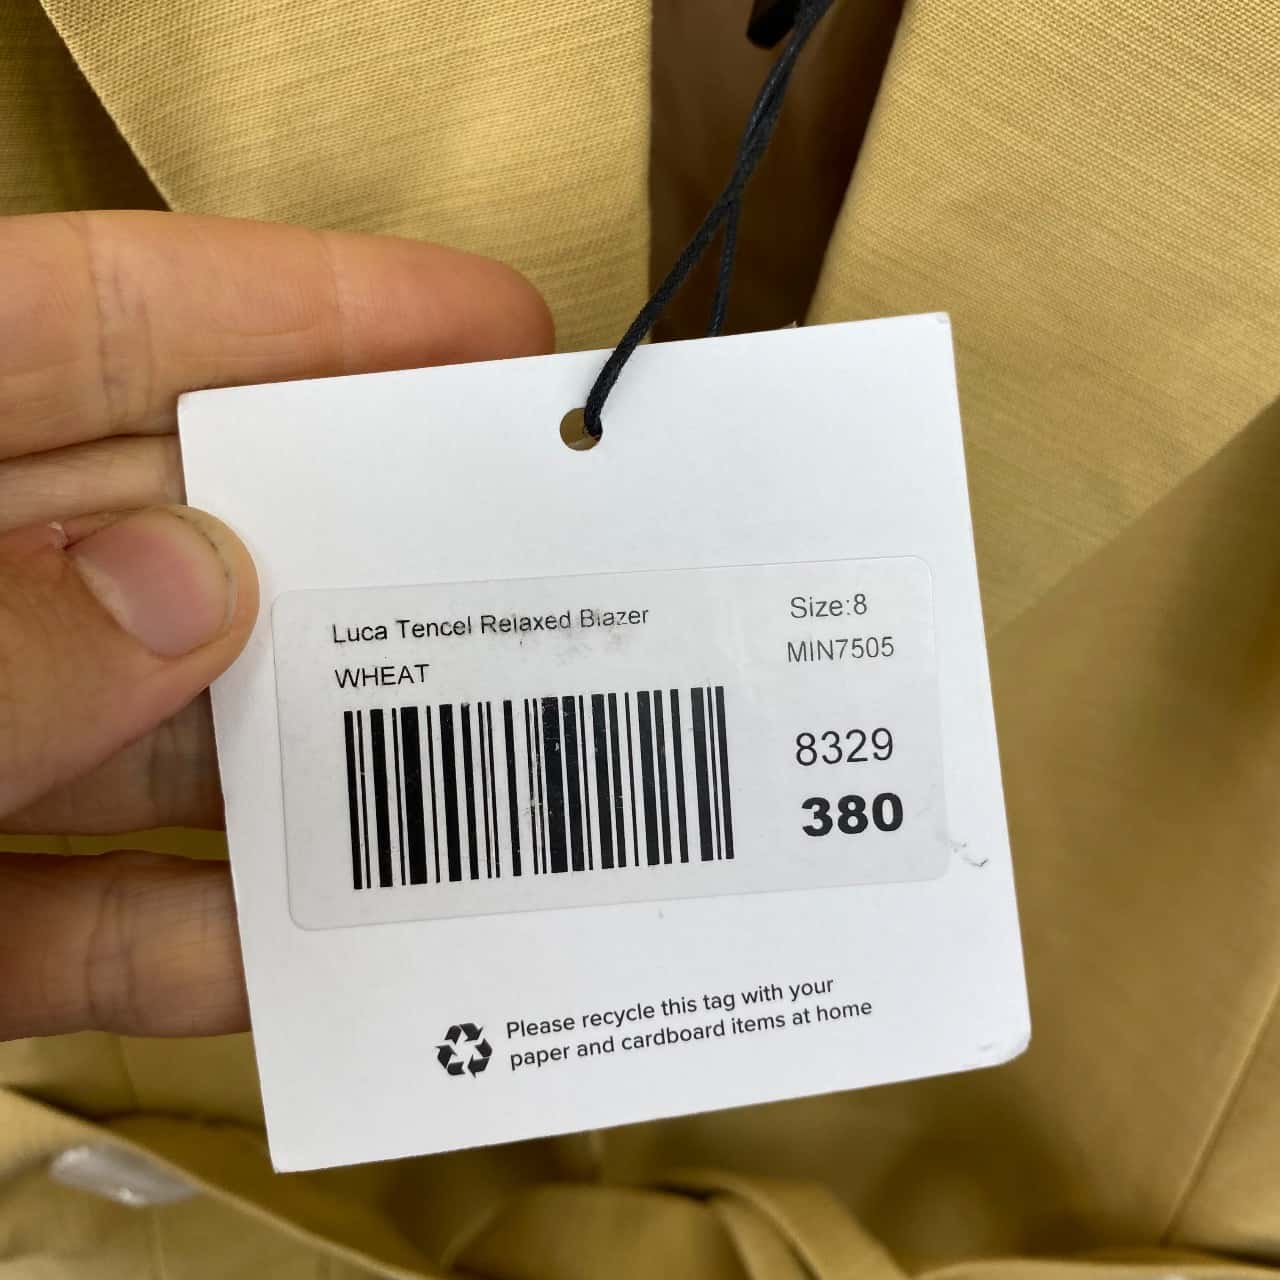 Luca Tencel Relaxed Blazer
WHEAT
Size:8
MIN7505
8329
380
Please recycle this tag with your
paper and cardboard items at home